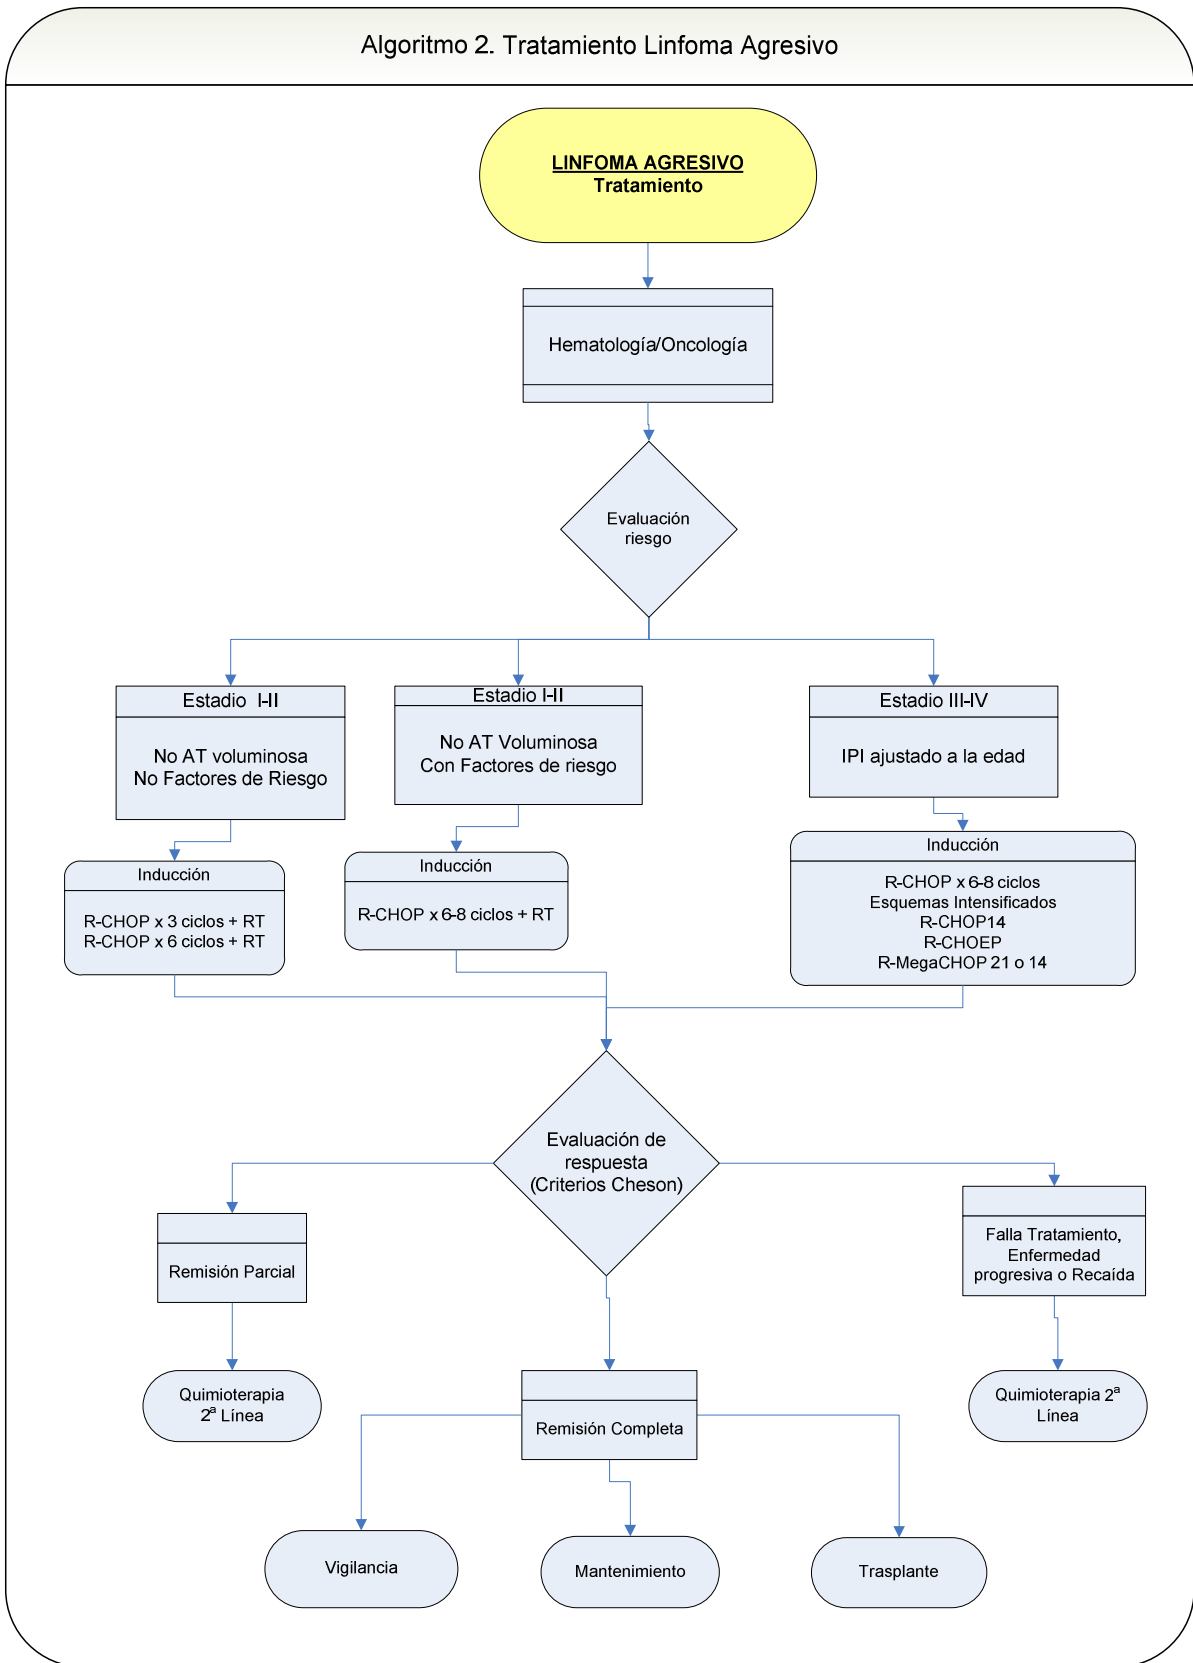 Algoritmo 2. Tratamiento Linfoma Agresivo
LINFOMA AGRESIVO
Tratamiento
Hematología/Oncología
Evaluación
riesgo
Estadio I-II
No AT voluminosa
No Factores de Riesgo
Estadio I-II
No AT Voluminosa
Con Factores de riesgo
Estadio III-IV
IPI ajustado a la edad
Inducción
R-CHOP x 3 ciclos + RT
R-CHOP x 6 ciclos + RT
Inducción
R-CHOP x 6-8 ciclos + RT
Inducción
R-CHOP x 6-8 ciclos
Esquemas Intensificados
R-CHOP14
R-CHOEP
R-MegaCHOP 21 o 14
Evaluación de
respuesta
(Criterios Cheson)
Remisión Parcial
Falla Tratamiento,
Enfermedad
progresiva o Recaída
Quimioterapia
2ª Línea
Remisión Completa
Quimioterapia 2ª
Línea
Vigilancia
Mantenimiento
Trasplante